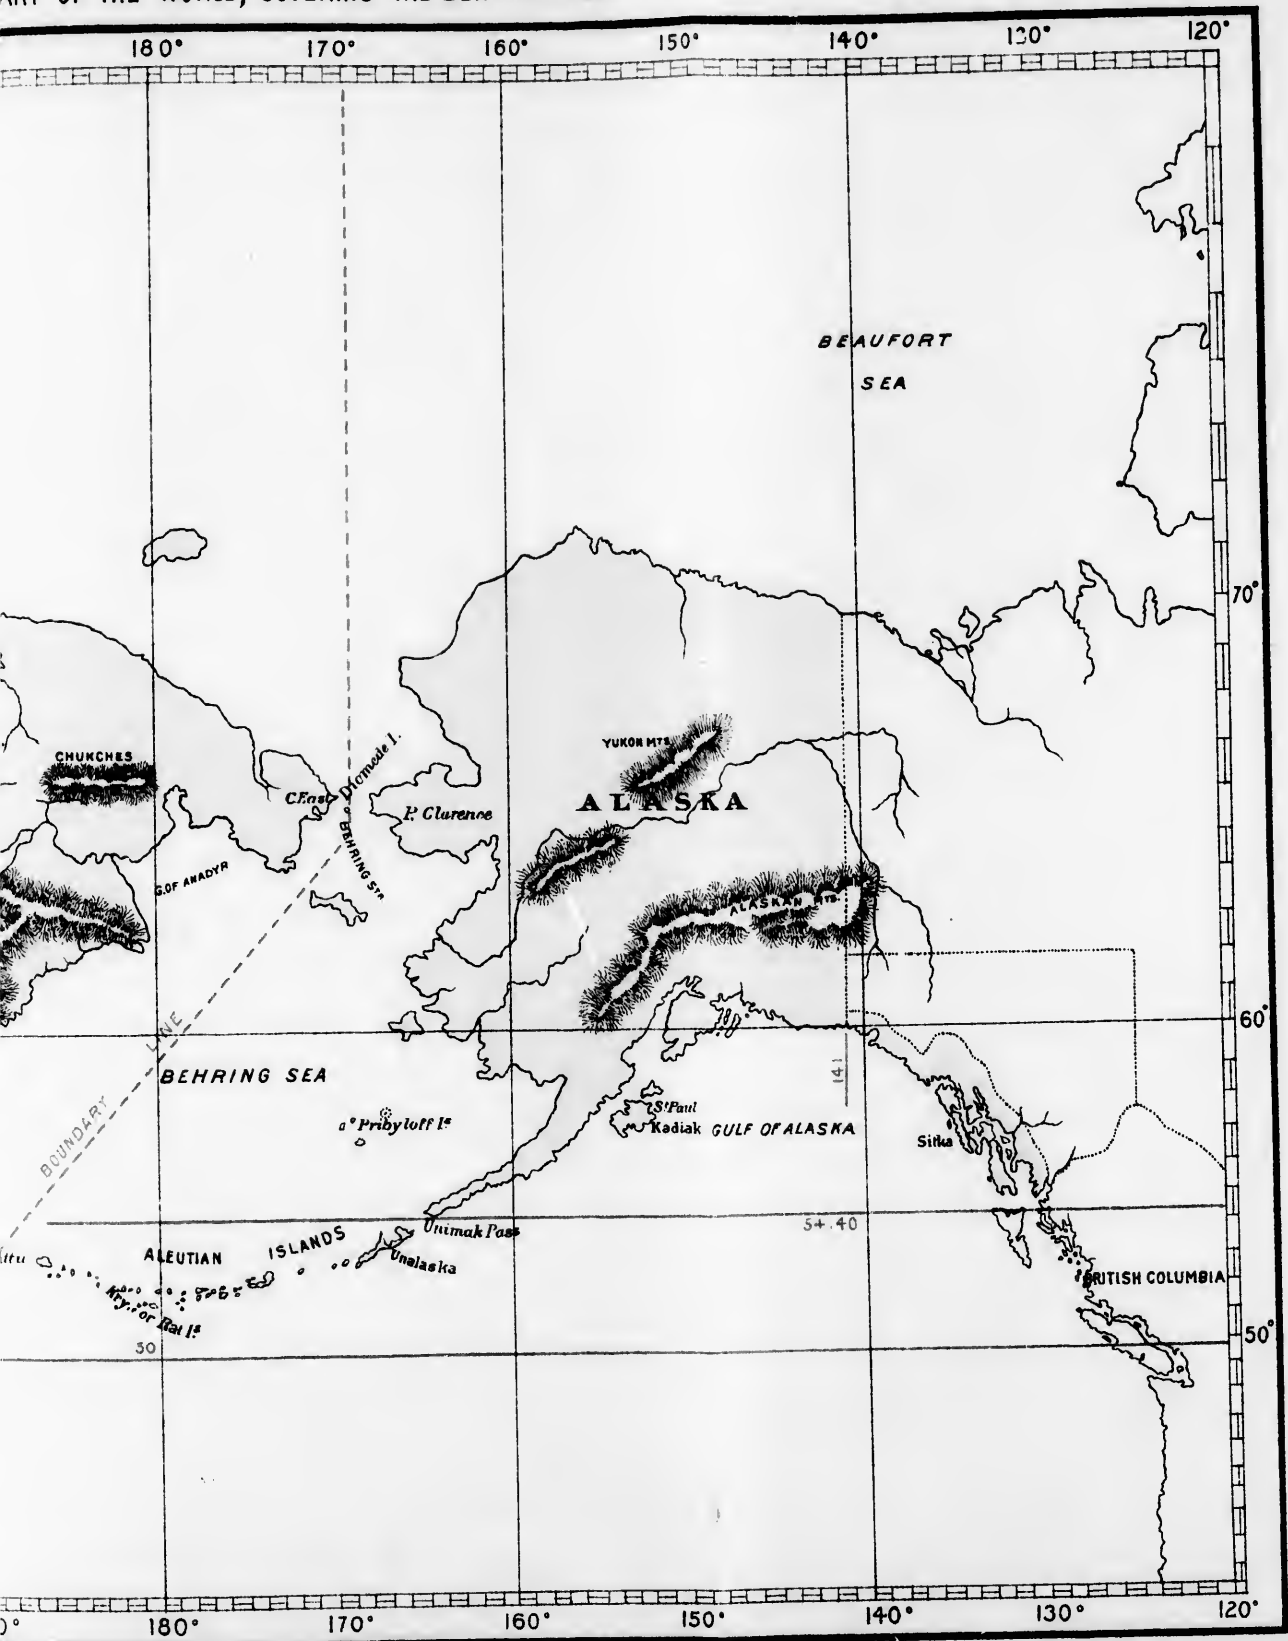 180° 170° 160° 150° 140° 130° 120°
BEAUFORT
SEA
70°
CHUKCHES
YUKON MTS.
Diomede I.
C. East
ALASKA
P. Clarence
BEHRING STR
G. OF ANADYR
ALASKAN MTS.
60°
LINE
BEHRING SEA
141
BOUNDARY
St Paul
Pribyloff Is
Kadiak GULF OF ALASKA
Sitka
54.40
Unimak Pass
ALEUTIAN ISLANDS
Unalaska
BRITISH COLUMBIA
Kry. or Rat Is
50
50°
180° 170° 160° 150° 140° 130° 120°